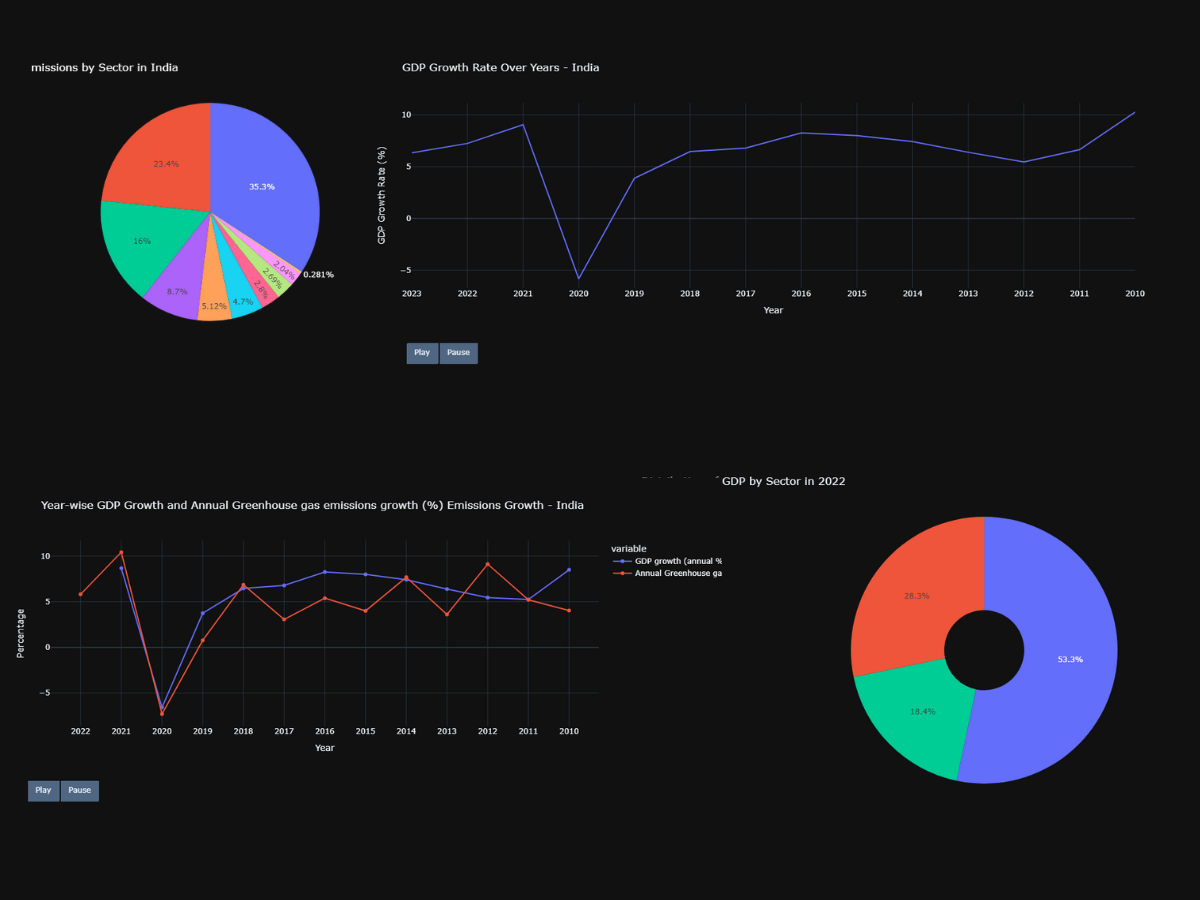 missions by Sector in India
23.4%
35.3%
16%
8.7%
5.12%
4.7%
2.8%
2.69%
2.04%
0.281%
GDP Growth Rate Over Years - India
GDP Growth Rate (%)
10
5
0
−5
2023 2022 2021 2020 2019 2018 2017 2016 2015 2014 2013 2012 2011 2010
Year
Play Pause
Year-wise GDP Growth and Annual Greenhouse gas emissions growth (%) Emissions Growth - India
Percentage
10
5
0
−5
2022 2021 2020 2019 2018 2017 2016 2015 2014 2013 2012 2011 2010
Year
variable
GDP growth (annual %
Annual Greenhouse ga
Play Pause
GDP by Sector in 2022
28.3%
53.3%
18.4%